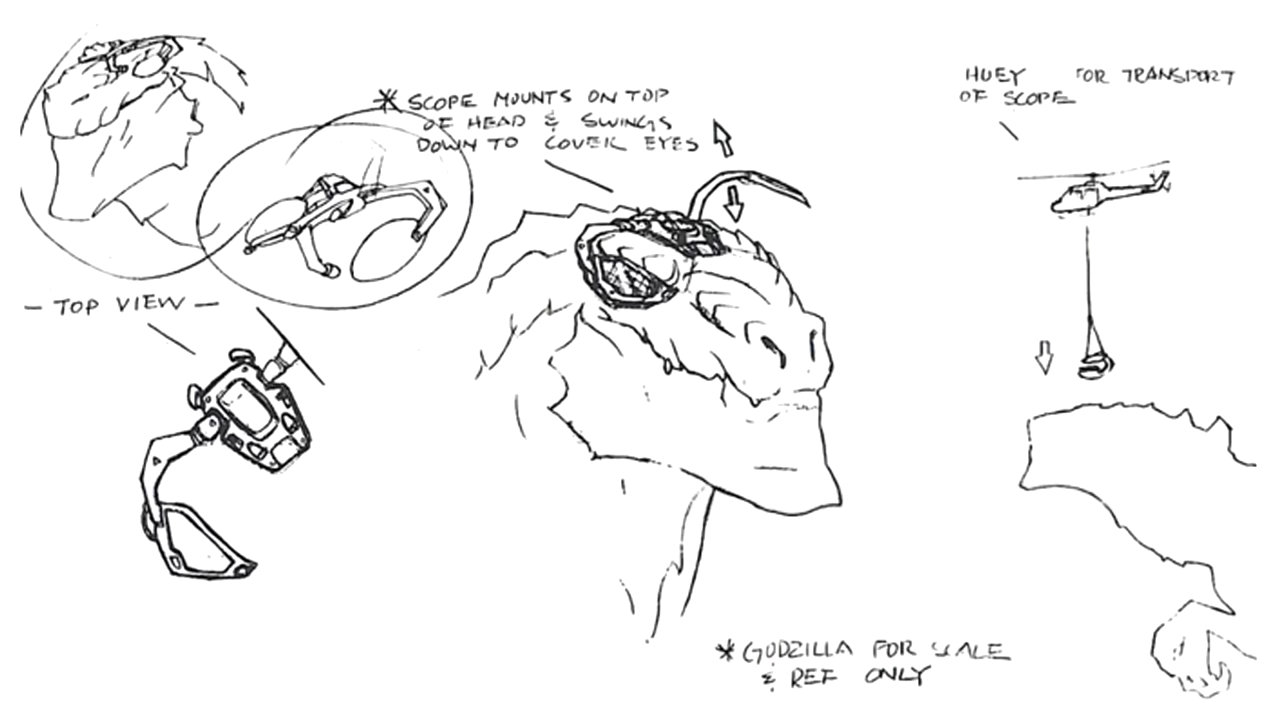 * SCOPE MOUNTS ON TOP
OF HEAD & SWINGS
DOWN TO COVER EYES
HUEY FOR TRANSPORT
OF SCOPE
- TOP VIEW -
* GODZILLA FOR SCALE
& REF ONLY